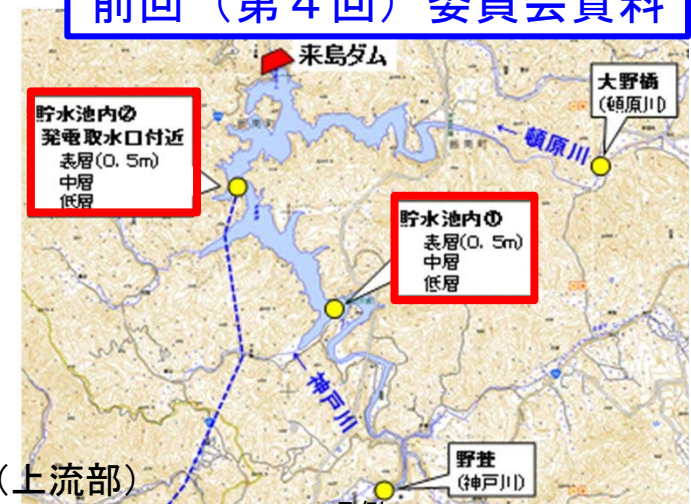 前回（第４回）委員会資料
来島ダム
大野橋
(頓原川)
貯水池内②
発電取水口付近
表層(0.5m)
中層
低層
← 頓原川
貯水池内①
表層(0.5m)
中層
低層
← 神戸川
(上流部)
野萱
(神戸川)